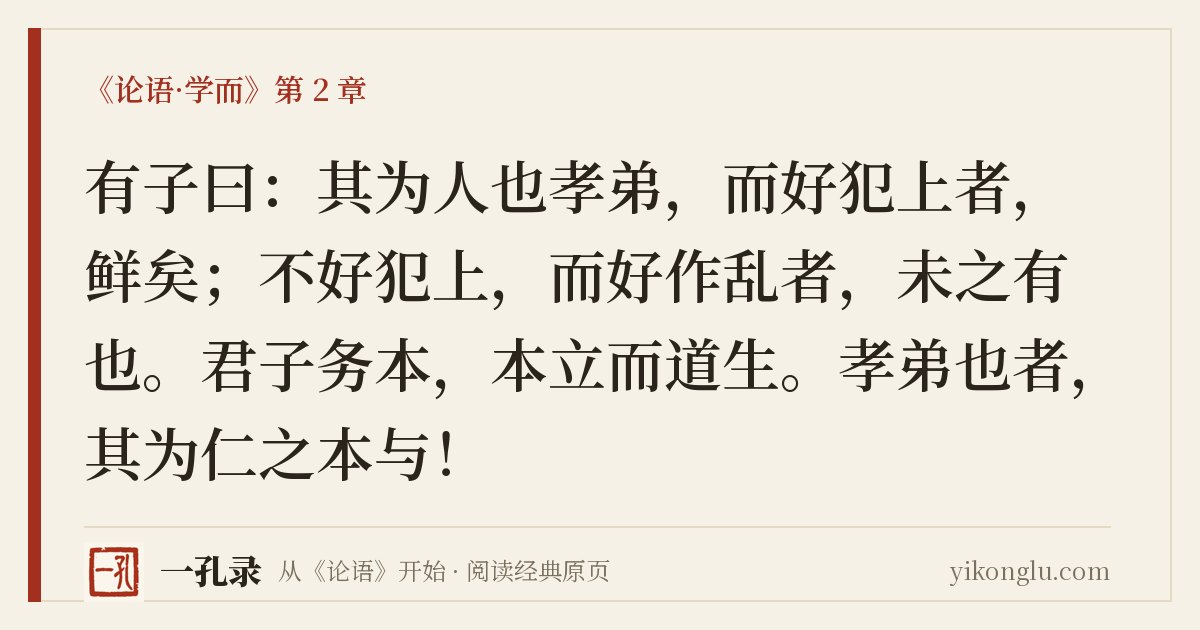 《论语·学而》第 2 章
有子曰：其为人也孝弟，而好犯上者，
鲜矣；不好犯上，而好作乱者，未之有
也。君子务本，本立而道生。孝弟也者，
其为仁之本与！
一孔
一孔录 从《论语》开始 · 阅读经典原页 yikonglu.com